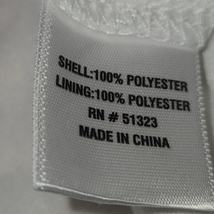 SHELL:100% POLYESTER
LINING:100% POLYESTER
RN # 51323
MADE IN CHINA